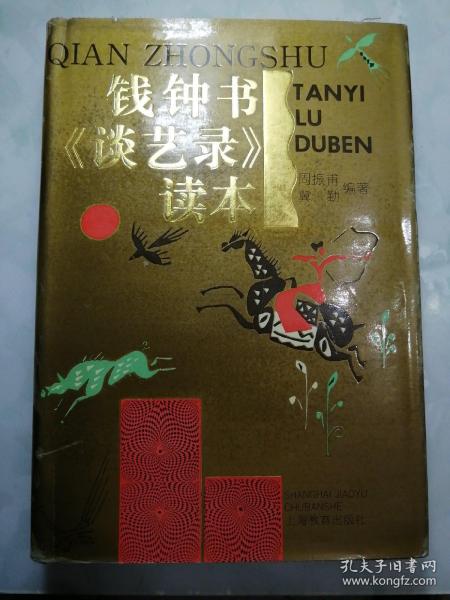 QIAN ZHONGSHU
钱钟书
《谈艺录》
读本
TANYI
LU
DUBEN
周振甫
冀勤
编著
SHANGHAI JIAOYU
CHUBANSHE
上海教育出版社
孔夫子旧书网
www.kongfz.com